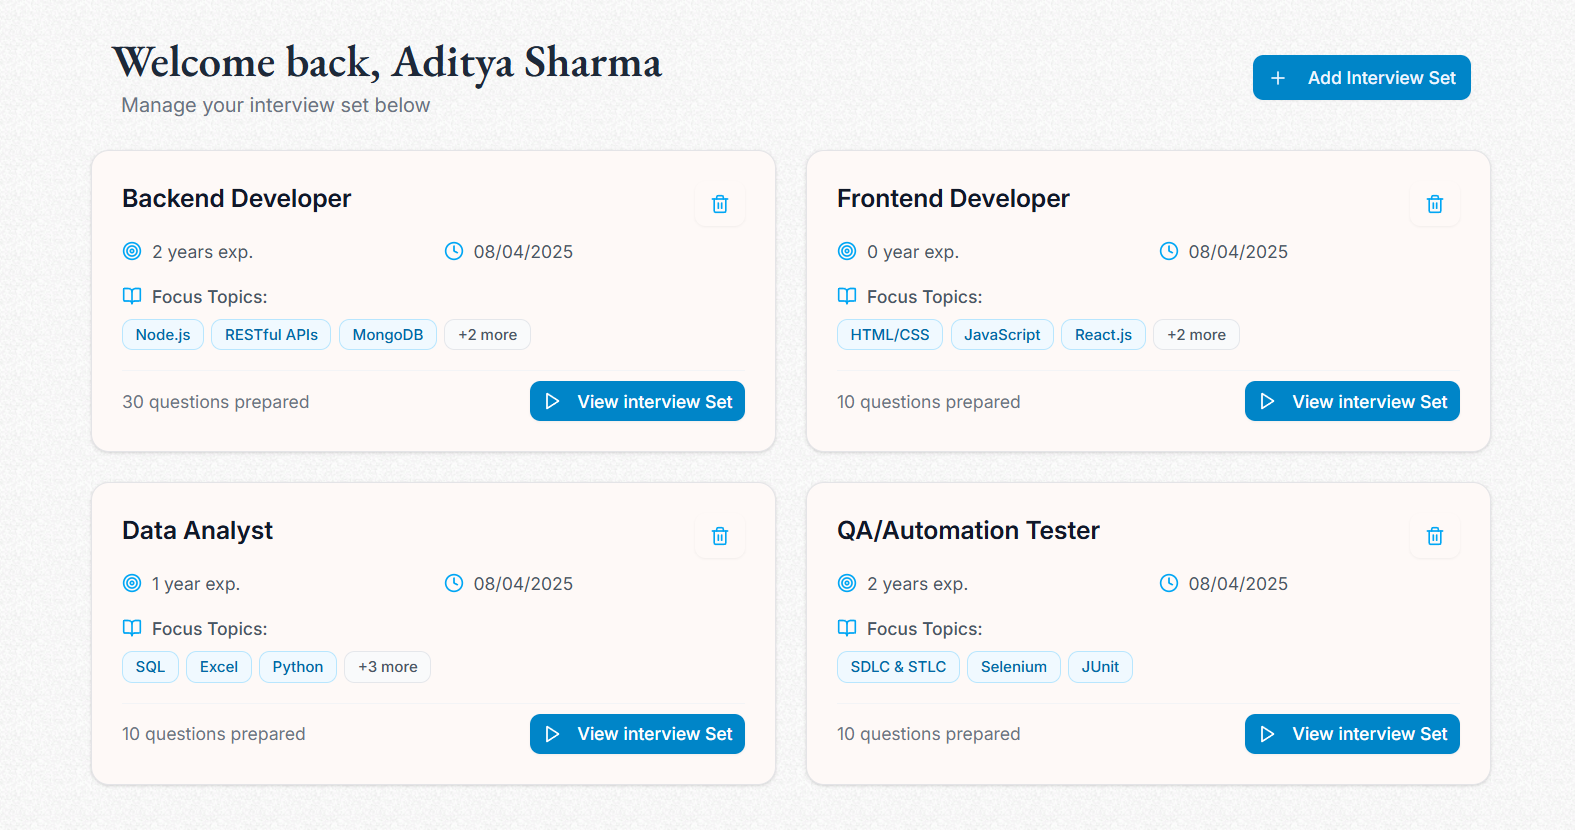 Welcome back, Aditya Sharma
Manage your interview set below
Add Interview Set
Backend Developer
2 years exp.
08/04/2025
Focus Topics:
Node.js
RESTful APIs
MongoDB
+2 more
30 questions prepared
View interview Set
Frontend Developer
0 year exp.
08/04/2025
Focus Topics:
HTML/CSS
JavaScript
React.js
+2 more
10 questions prepared
View interview Set
Data Analyst
1 year exp.
08/04/2025
Focus Topics:
SQL
Excel
Python
+3 more
10 questions prepared
View interview Set
QA/Automation Tester
2 years exp.
08/04/2025
Focus Topics:
SDLC & STLC
Selenium
JUnit
10 questions prepared
View interview Set